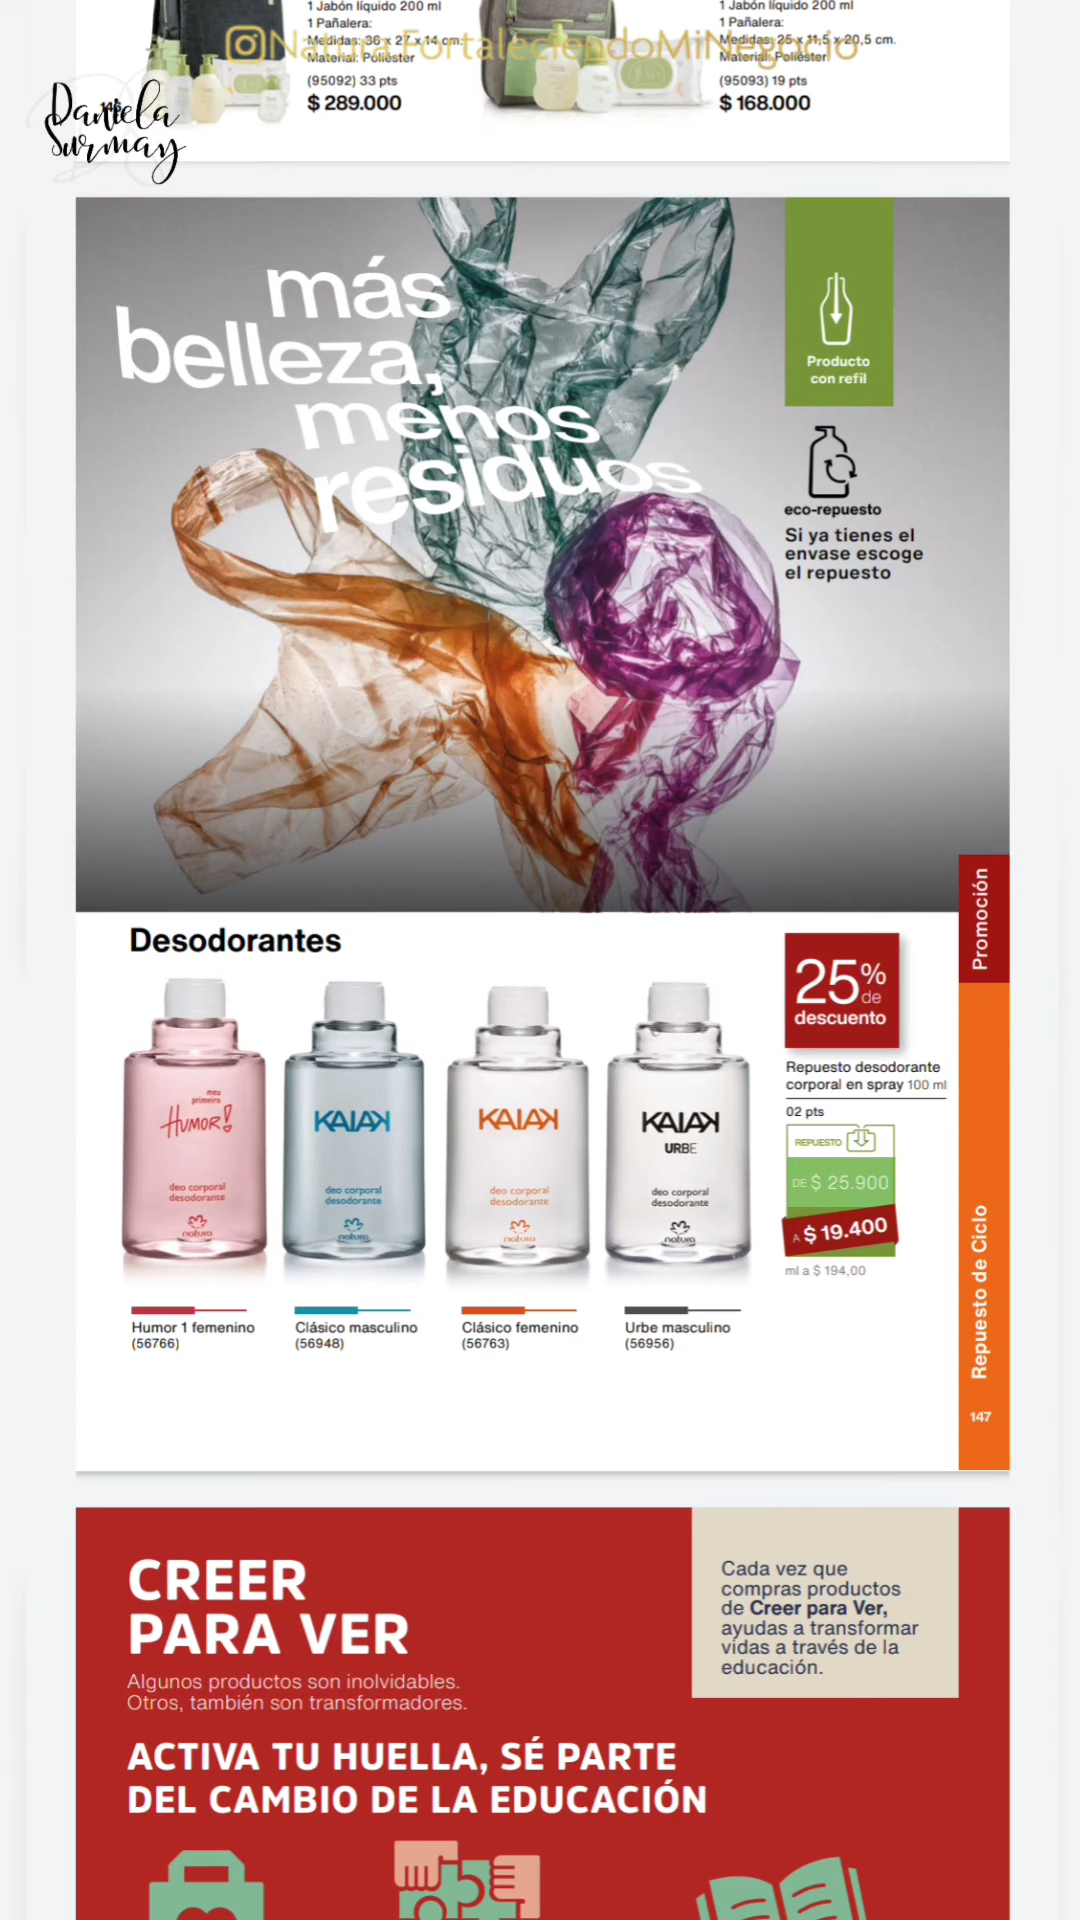 1 Jabón líquido 200 ml
1 Pañalera:
Medidas: 36 x 27 x 14 cm.
Material: Poliéster
(95092) 33 pts
$ 289.000
1 Jabón líquido 200 ml
1 Pañalera:
Medidas: 25 x 11,5 x 20,5 cm.
Material: Poliéster
(95093) 19 pts
$ 168.000
Natura.FortaleciendoMiNegocio
Daniela
Surmay
más
belleza,
menos
residuos
Producto
con refil
eco-repuesto
Si ya tienes el
envase escoge
el repuesto
Promoción
Desodorantes
meu
primeiro
HUMOR!
deo corporal
desodorante
natura
KAIAK
deo corporal
desodorante
natura
KAIAK
deo corporal
desodorante
natura
KAIAK
URBE
deo corporal
desodorante
natura
25%
de
descuento
Repuesto desodorante
corporal en spray 100 ml
02 pts
REPUESTO
DE $ 25.900
A $ 19.400
ml a $ 194,00
Humor 1 femenino
(56766)
Clásico masculino
(56948)
Clásico femenino
(56763)
Urbe masculino
(56956)
Repuesto de Ciclo
147
CREER
PARA VER
Algunos productos son inolvidables.
Otros, también son transformadores.
Cada vez que
compras productos
de Creer para Ver,
ayudas a transformar
vidas a través de la
educación.
ACTIVA TU HUELLA, SÉ PARTE
DEL CAMBIO DE LA EDUCACIÓN